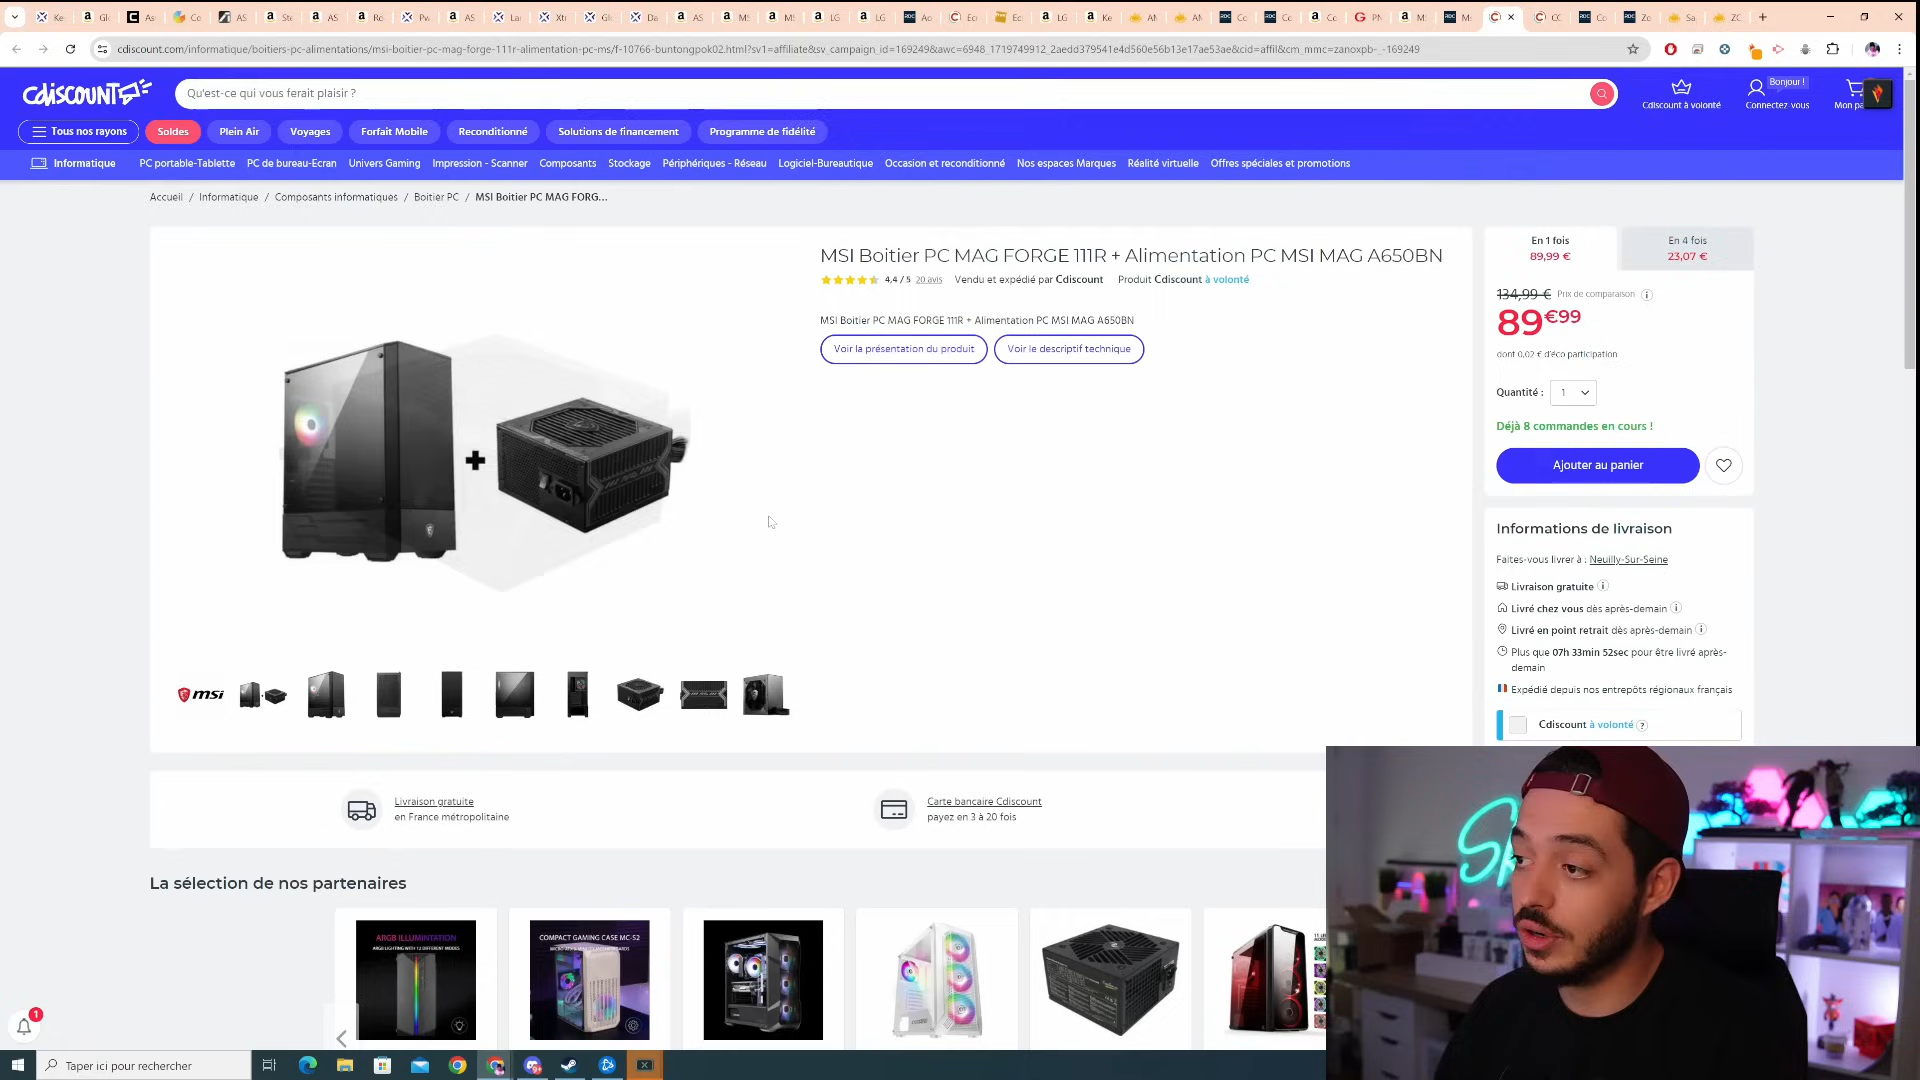 cdiscount.com/informatique/boitiers-pc-alimentations/msi-boitier-pc-mag-forge-111r-alimentation-pc-ms/f-10766-buntongpok02.html?sv1=affiliate&sv_campaign_id=169249&awc=6948_1719749912_2aedd379541e4d560e56b13e17ae53ae&cid=affil&cm_mmc=zanoxpb-_-169249
CDISCOUNT
Qu'est-ce qui vous ferait plaisir ?
Cdiscount à volonté
Bonjour !
Connectez-vous
Tous nos rayons
Soldes
Plein Air
Voyages
Forfait Mobile
Reconditionné
Solutions de financement
Programme de fidélité
Informatique
PC portable-Tablette
PC de bureau-Ecran
Univers Gaming
Impression - Scanner
Composants
Stockage
Périphériques - Réseau
Logiciel-Bureautique
Occasion et reconditionné
Nos espaces Marques
Réalité virtuelle
Offres spéciales et promotions
Accueil / Informatique / Composants informatiques / Boitier PC / MSI Boitier PC MAG FORG...
MSI Boitier PC MAG FORGE 111R + Alimentation PC MSI MAG A650BN
4,4 / 5 20 avis Vendu et expédié par Cdiscount Produit Cdiscount à volonté
MSI Boitier PC MAG FORGE 111R + Alimentation PC MSI MAG A650BN
Voir la présentation du produit
Voir le descriptif technique
En 1 fois
89,99 €
En 4 fois
23,07 €
134,99 € Prix de comparaison
89€99
dont 0,02 € d'éco participation
Quantité : 1
Déjà 8 commandes en cours !
Ajouter au panier
Informations de livraison
Faites-vous livrer à : Neuilly-Sur-Seine
Livraison gratuite
Livré chez vous dès après-demain
Livré en point retrait dès après-demain
Plus que 07h 33min 52sec pour être livré après-
demain
Expédié depuis nos entrepôts régionaux français
Cdiscount à volonté ?
msi
Livraison gratuite
en France métropolitaine
Carte bancaire Cdiscount
payez en 3 à 20 fois
La sélection de nos partenaires
ARGB ILLUMINTATION
COMPACT GAMING CASE MC-S2
1
Taper ici pour rechercher